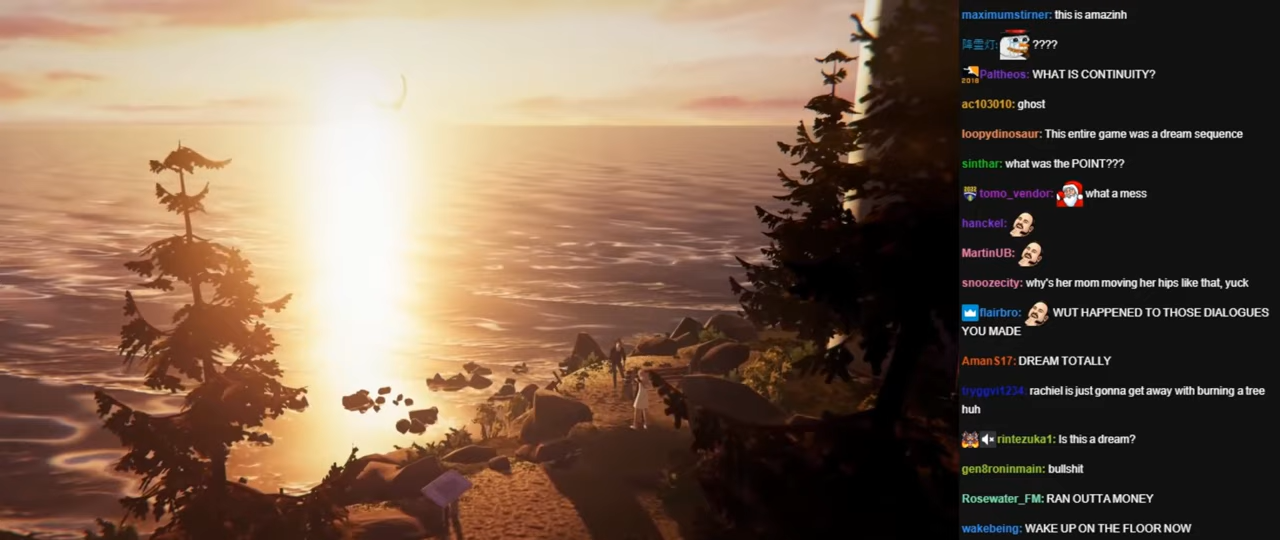 maximumstirner: this is amazinh
降霊灯: ????
2018 Paltheos: WHAT IS CONTINUITY?
ac103010: ghost
loopydinosaur: This entire game was a dream sequence
sinthar: what was the POINT???
tomo_vendor: what a mess
hanckel:
MartinUB:
snoozecity: why's her mom moving her hips like that, yuck
flairbro: WUT HAPPENED TO THOSE DIALOGUES
YOU MADE
AmanS17: DREAM TOTALLY
tryggvi1234: rachiel is just gonna get away with burning a tree
huh
rintezuka1: Is this a dream?
gen8roninmain: bullshit
Rosewater_FM: RAN OUTTA MONEY
wakebeing: WAKE UP ON THE FLOOR NOW